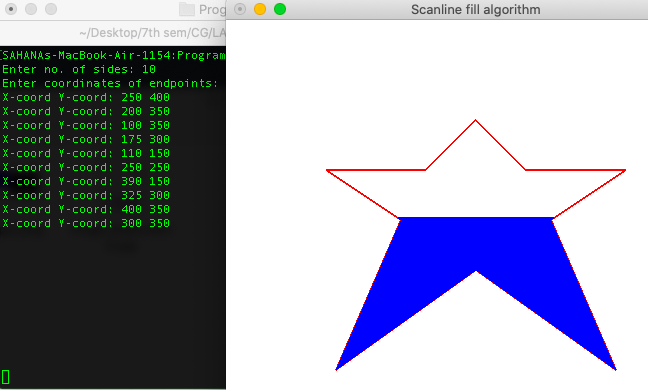 Prog
Scanline fill algorithm
~/Desktop/7th sem/CG/LA
SAHANAs-MacBook-Air-1154:Program
Enter no. of sides: 10
Enter coordinates of endpoints:
X-coord Y-coord: 250 400
X-coord Y-coord: 200 350
X-coord Y-coord: 100 350
X-coord Y-coord: 175 300
X-coord Y-coord: 110 150
X-coord Y-coord: 250 250
X-coord Y-coord: 390 150
X-coord Y-coord: 325 300
X-coord Y-coord: 400 350
X-coord Y-coord: 300 350